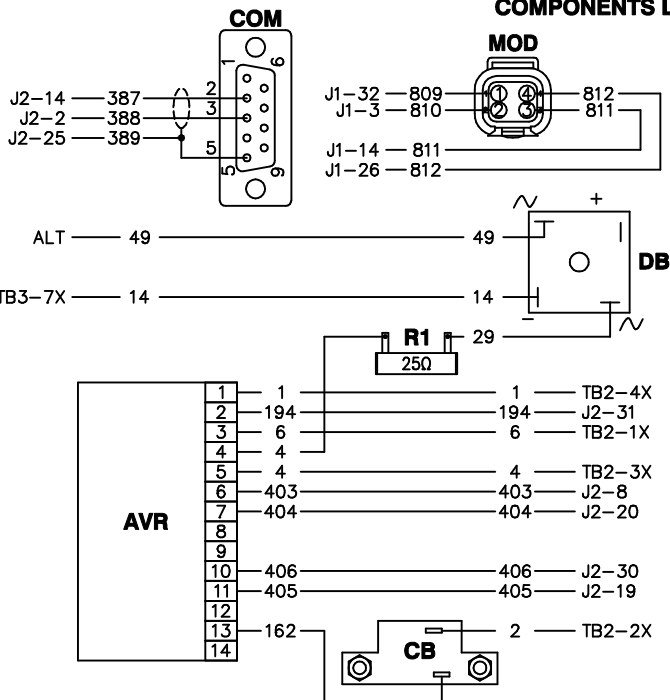 COMPONENTS L
COM
MOD
1 6
J2-14 387 2
J2-2 388 3
J2-25 389
5
5 9
J1-32 809 1 4 812
J1-3 810 2 3 811
J1-14 811
J1-26 812
ALT 49 49
TB3-7X 14 14
+
DB
-
R1 29
25Ω
AVR
1 1 1 TB2-4X
2 194 194 J2-31
3 6 6 TB2-1X
4 4
5 4 4 TB2-3X
6 403 403 J2-8
7 404 404 J2-20
8
9
10 406 406 J2-30
11 405 405 J2-19
12
13 162 2 TB2-2X
14
CB